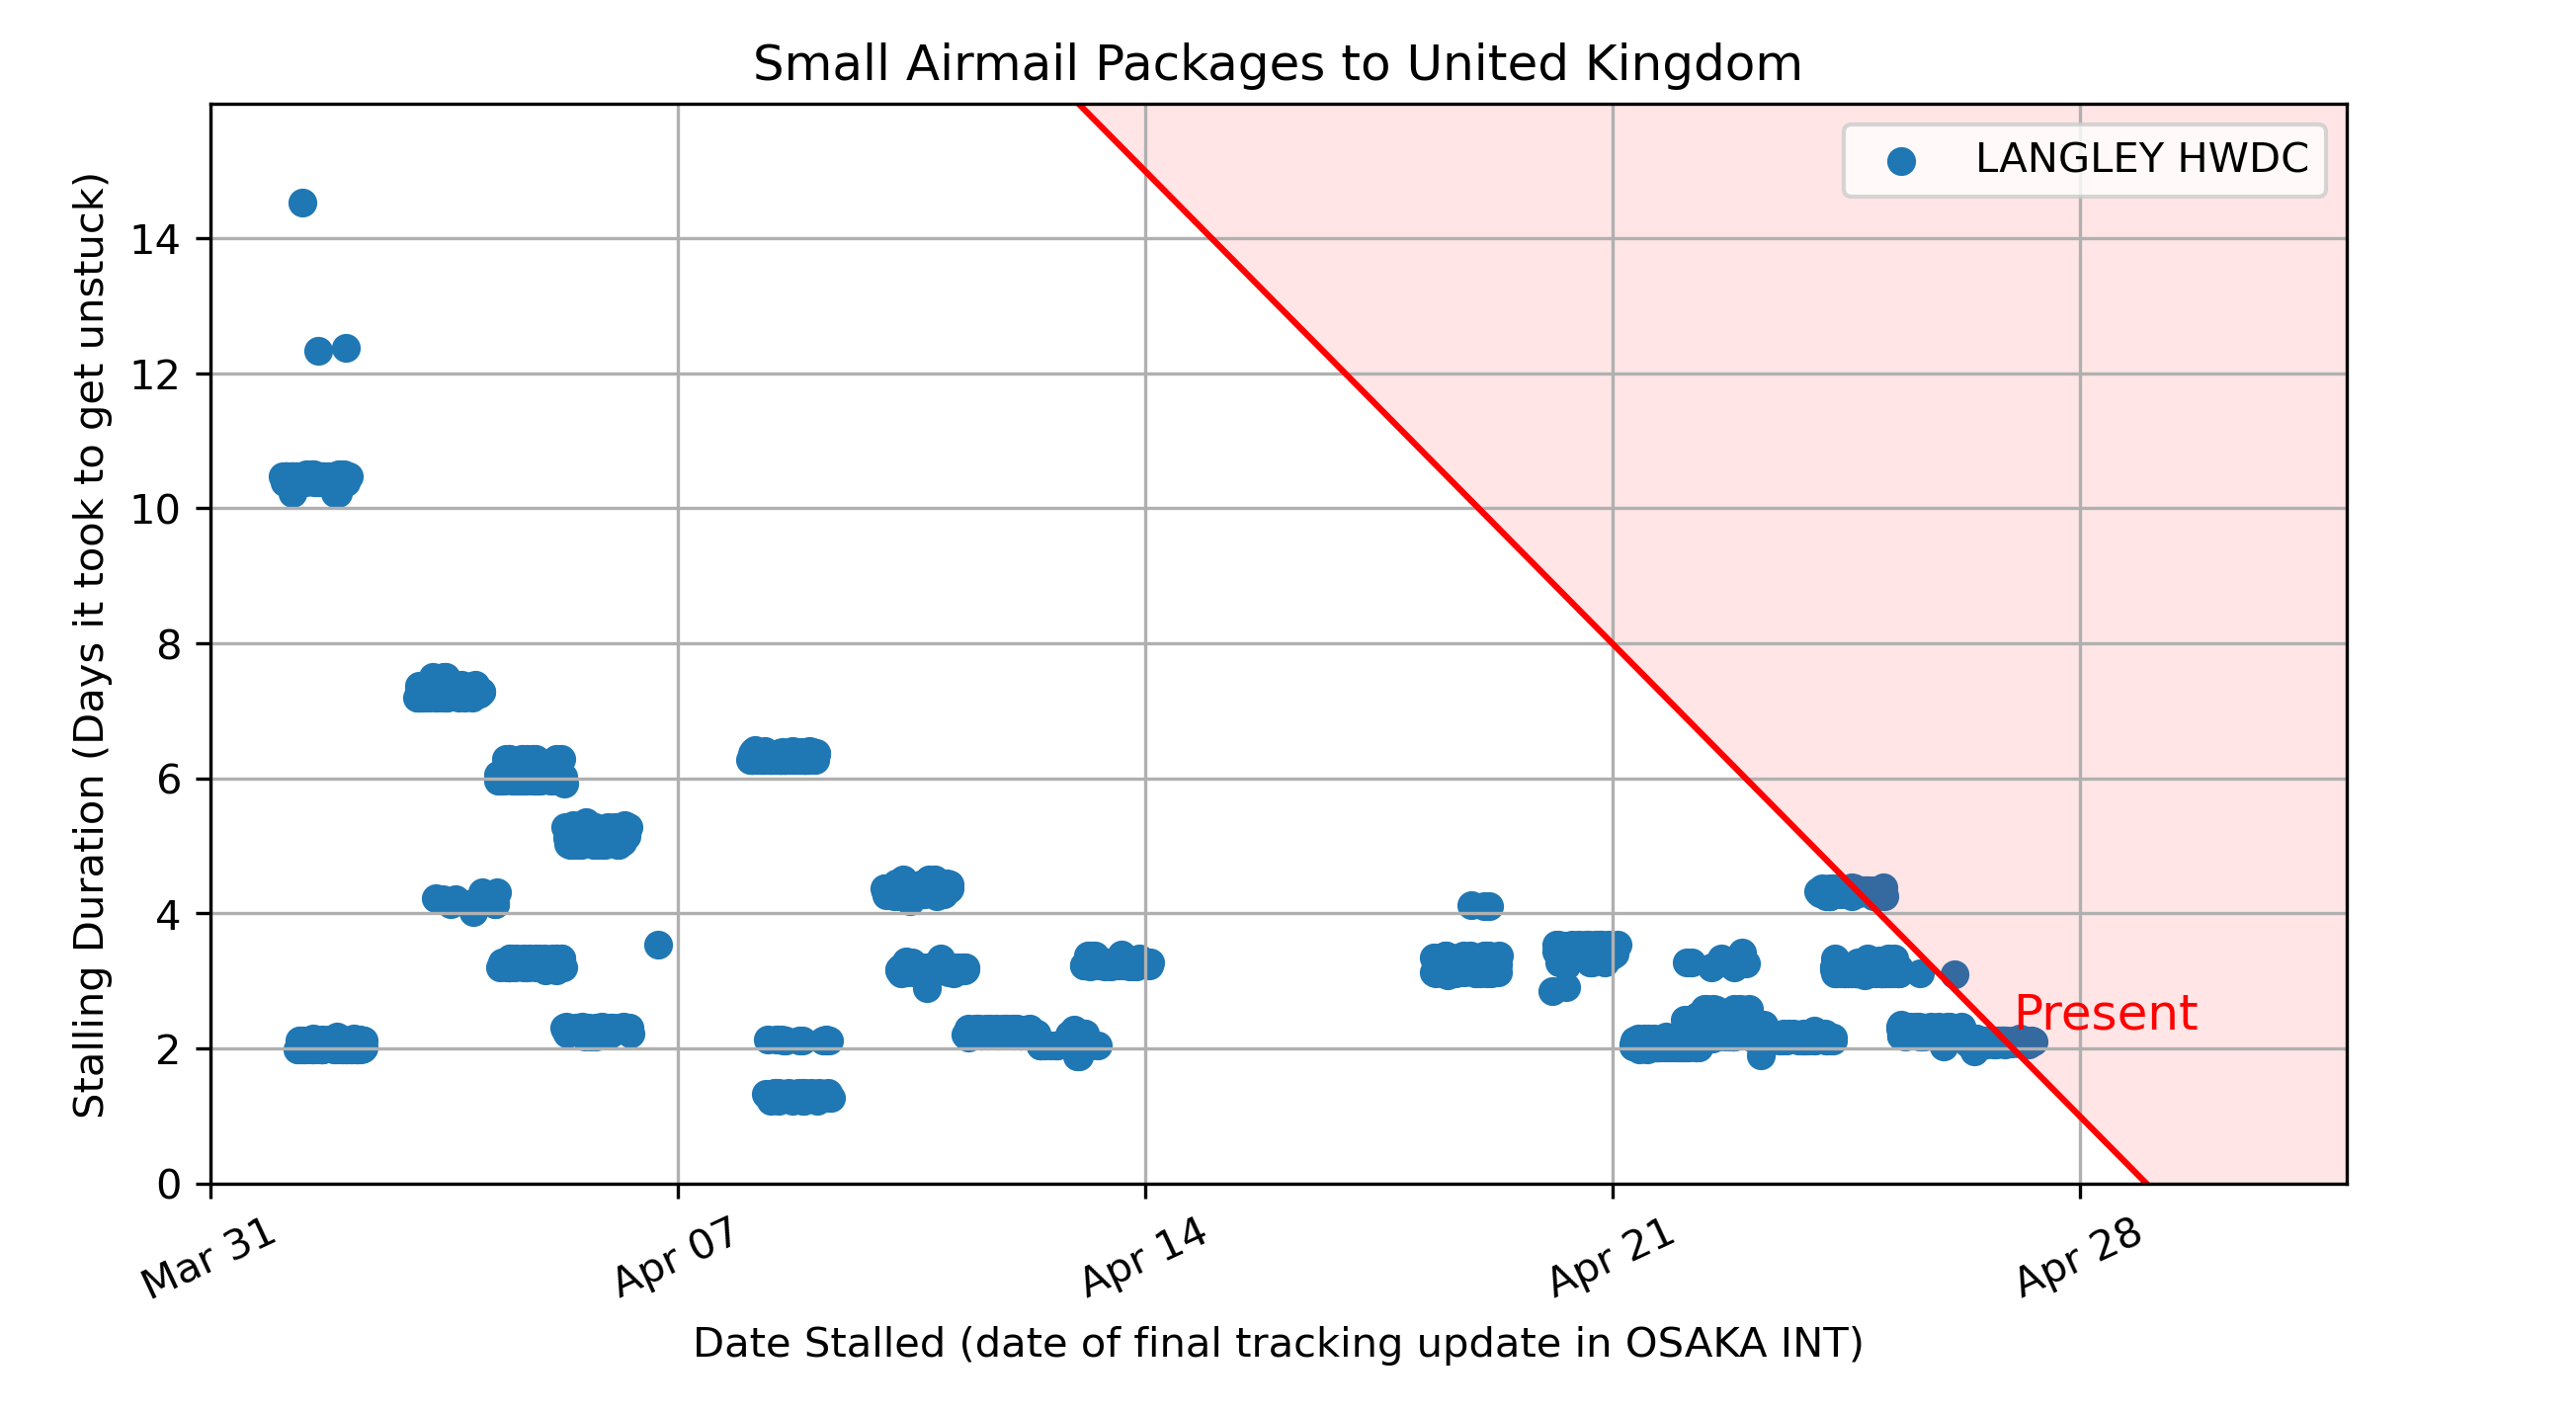 Small Airmail Packages to United Kingdom
LANGLEY HWDC
Stalling Duration (Days it took to get unstuck)
14
12
10
8
6
4
2
0
Present
Mar 31
Apr 07
Apr 14
Apr 21
Apr 28
Date Stalled (date of final tracking update in OSAKA INT)